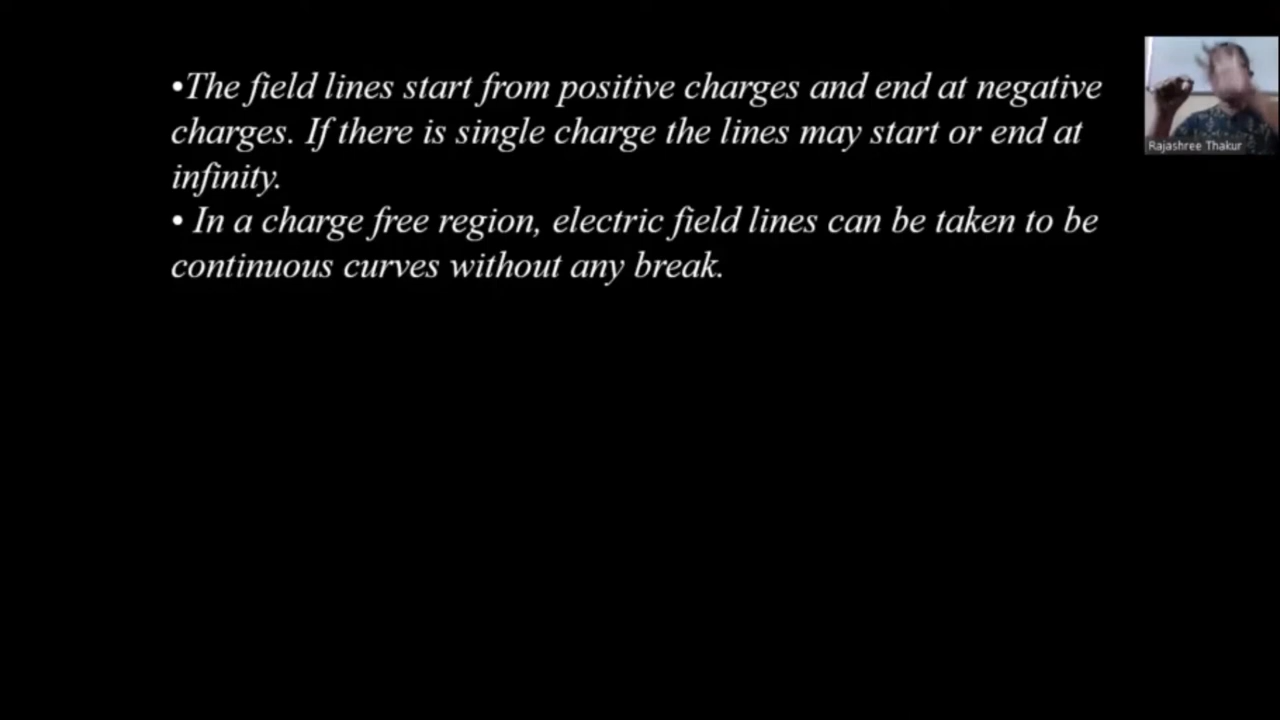 •The field lines start from positive charges and end at negative
charges. If there is single charge the lines may start or end at
infinity.
• In a charge free region, electric field lines can be taken to be
continuous curves without any break.
Rajashree Thakur